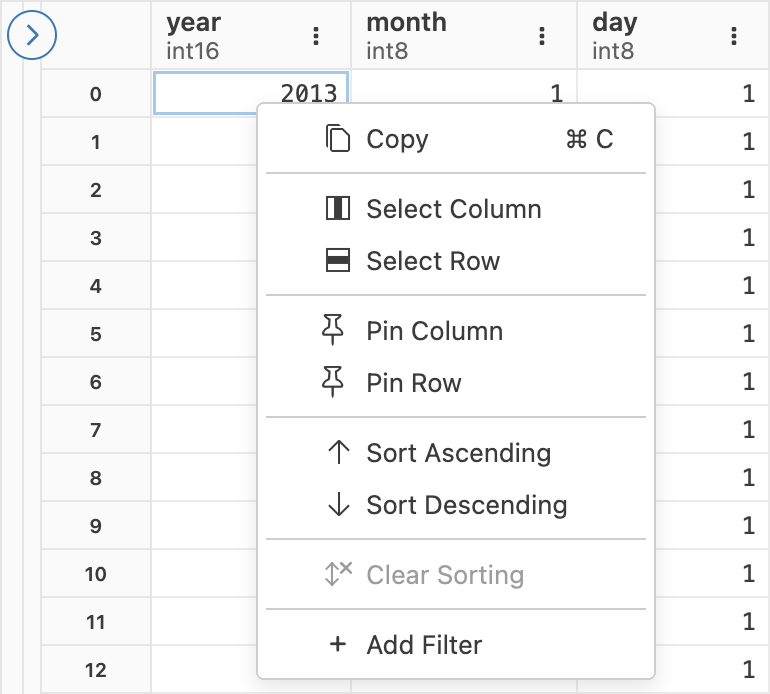 year month day
int16 int8 int8
0 2013 1 1
1 1
Copy ⌘ C
2 1
Select Column
3 1
Select Row
4 1
5 1
Pin Column
6 1
Pin Row
7 1
Sort Ascending
8 1
Sort Descending
9 1
10 1
Clear Sorting
11 1
Add Filter
12 1